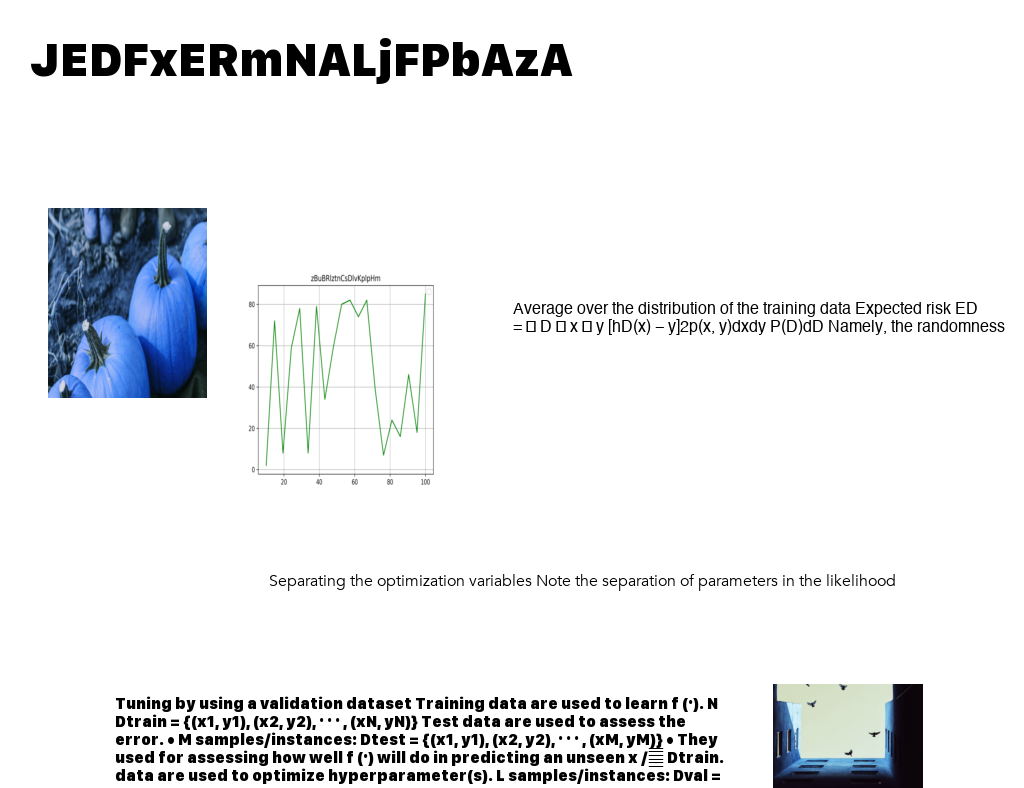 JEDFxERmNALjFPbAzA
zBuBRlztnCsDlvKplpHm
80
60
40
20
0
20 40 60 80 100
Average over the distribution of the training data Expected risk ED
= □ D □ x □ y [hD(x) − y]2p(x, y)dxdy P(D)dD Namely, the randomness
Separating the optimization variables Note the separation of parameters in the likelihood
Tuning by using a validation dataset Training data are used to learn f (·). N
Dtrain = {(x1, y1), (x2, y2), · · · , (xN, yN)} Test data are used to assess the
error. • M samples/instances: Dtest = {(x1, y1), (x2, y2), · · · , (xM, yM)} • They
used for assessing how well f (·) will do in predicting an unseen x / Dtrain.
data are used to optimize hyperparameter(s). L samples/instances: Dval =